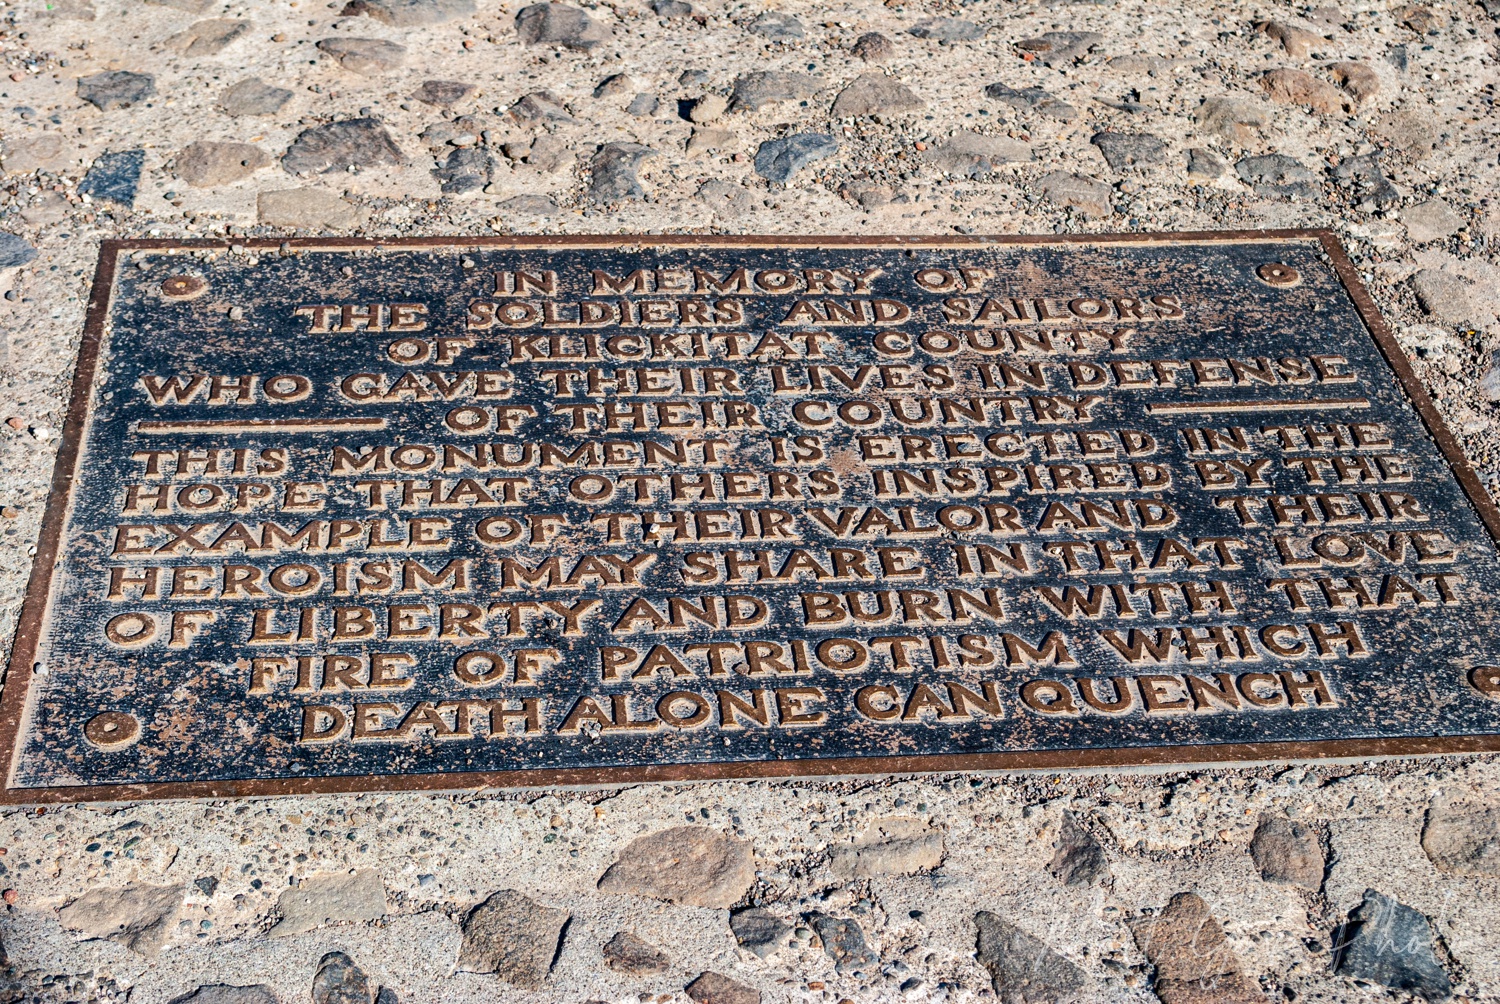 IN MEMORY OF
THE SOLDIERS AND SAILORS
OF KLICKITAT COUNTY
WHO GAVE THEIR LIVES IN DEFENSE
OF THEIR COUNTRY
THIS MONUMENT IS ERECTED IN THE
HOPE THAT OTHERS INSPIRED BY THE
EXAMPLE OF THEIR VALOR AND THEIR
HEROISM MAY SHARE IN THAT LOVE
OF LIBERTY AND BURN WITH THAT
FIRE OF PATRIOTISM WHICH
DEATH ALONE CAN QUENCH